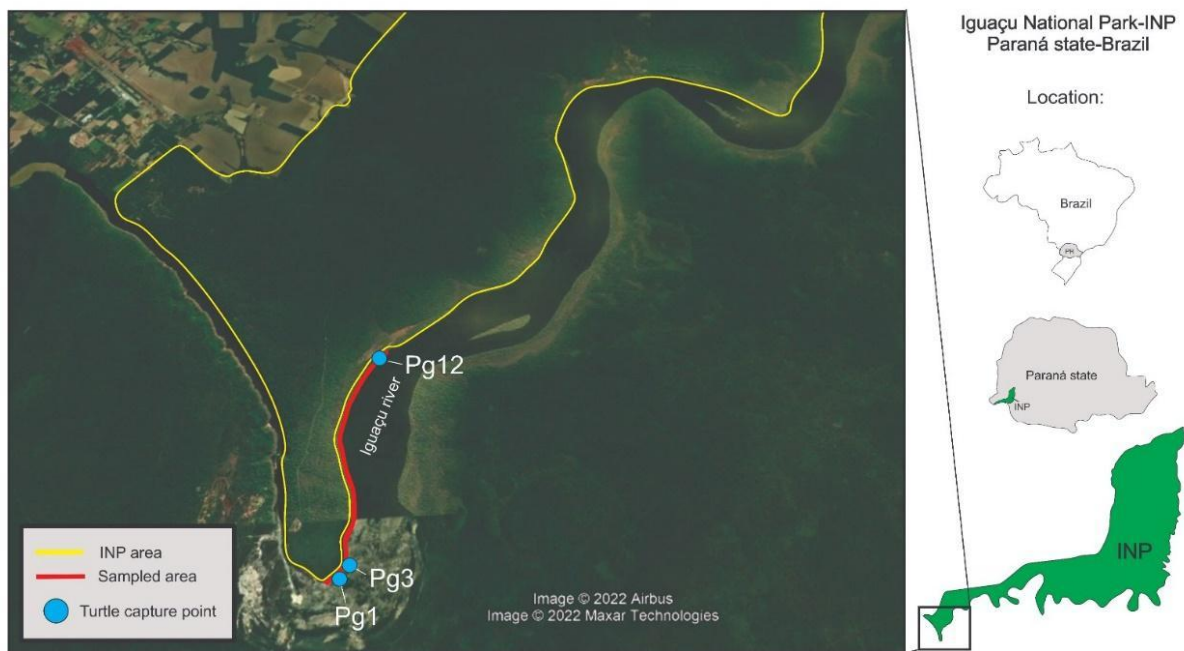 Iguaçu National Park-INP
Paraná state-Brazil
Location:
Brazil
PR
Paraná state
INP
INP
Pg12
Iguaçu river
Pg3
Pg1
INP area
Sampled area
Turtle capture point
Image © 2022 Airbus
Image © 2022 Maxar Technologies